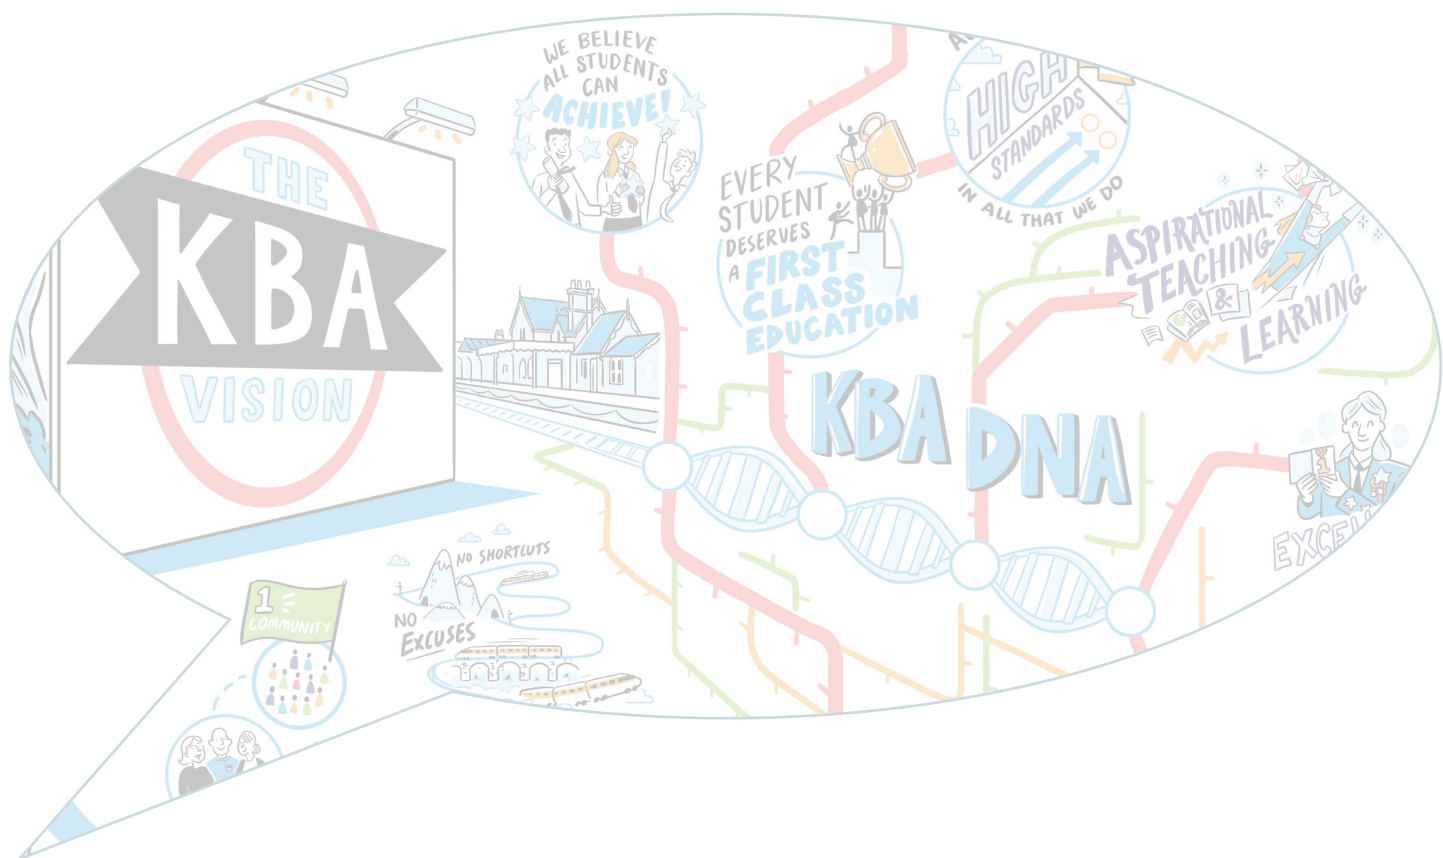 THE
KBA
VISION
WE BELIEVE
ALL STUDENTS
CAN
ACHIEVE!
EVERY
STUDENT
DESERVES
A FIRST
CLASS
EDUCATION
HIGH
STANDARDS
IN ALL THAT WE DO
ASPIRATIONAL
TEACHING
&
LEARNING
KBA DNA
1
NO SHORTCUTS
NO
EXCUSES
1
COMMUNITY